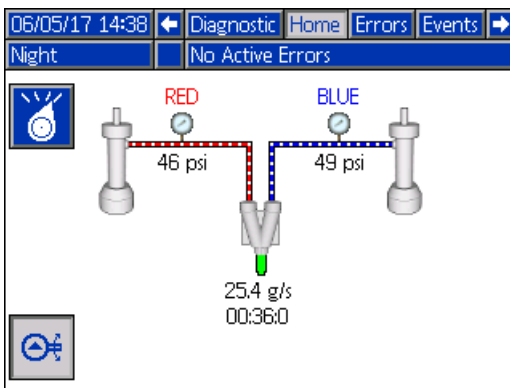 06/05/17 14:38 Diagnostic Home Errors Events
Night No Active Errors
RED BLUE
46 psi 49 psi
25.4 g/s
00:36:0